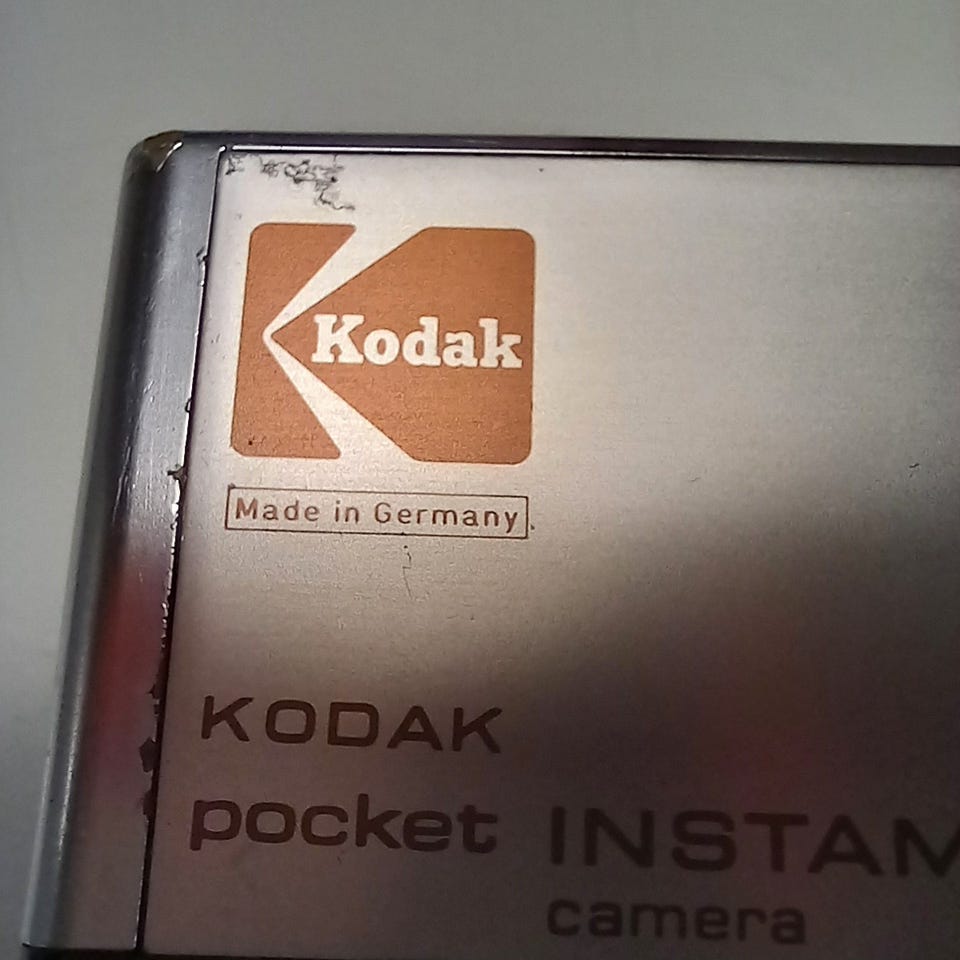 Kodak
Made in Germany
KODAK
pocket INSTAM
camera